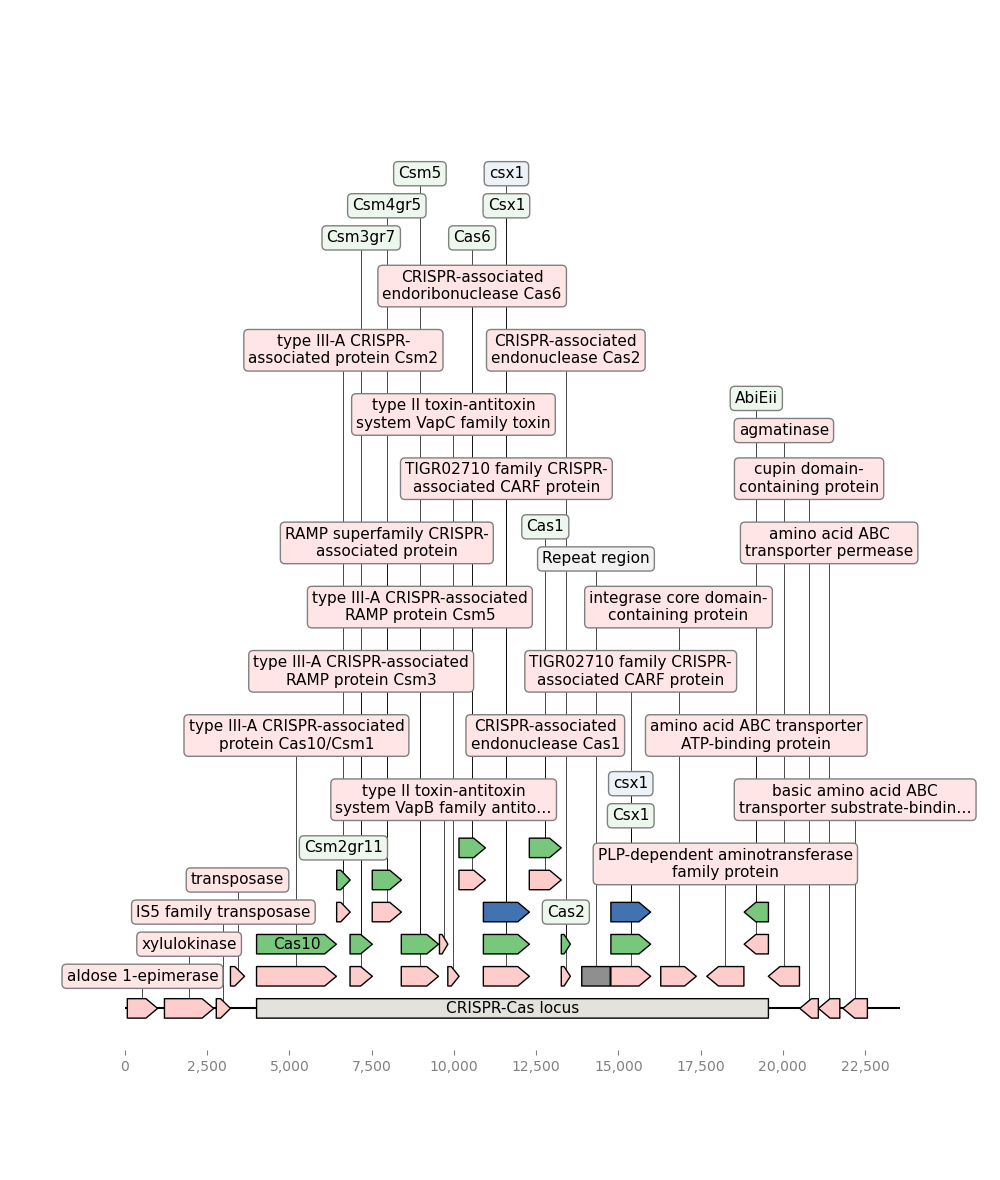 Csm5
csx1
Csm4gr5
Csx1
Csm3gr7
Cas6
CRISPR-associated
endoribonuclease Cas6
type III-A CRISPR-
associated protein Csm2
CRISPR-associated
endonuclease Cas2
AbiEii
type II toxin-antitoxin
system VapC family toxin
agmatinase
TIGR02710 family CRISPR-
associated CARF protein
cupin domain-
containing protein
Cas1
RAMP superfamily CRISPR-
associated protein
amino acid ABC
transporter permease
Repeat region
type III-A CRISPR-associated
RAMP protein Csm5
integrase core domain-
containing protein
type III-A CRISPR-associated
RAMP protein Csm3
TIGR02710 family CRISPR-
associated CARF protein
type III-A CRISPR-associated
protein Cas10/Csm1
CRISPR-associated
endonuclease Cas1
amino acid ABC transporter
ATP-binding protein
csx1
type II toxin-antitoxin
system VapB family antito...
basic amino acid ABC
transporter substrate-bindin...
Csx1
Csm2gr11
PLP-dependent aminotransferase
family protein
transposase
IS5 family transposase
Cas2
xylulokinase
Cas10
aldose 1-epimerase
CRISPR-Cas locus
0
2,500
5,000
7,500
10,000
12,500
15,000
17,500
20,000
22,500